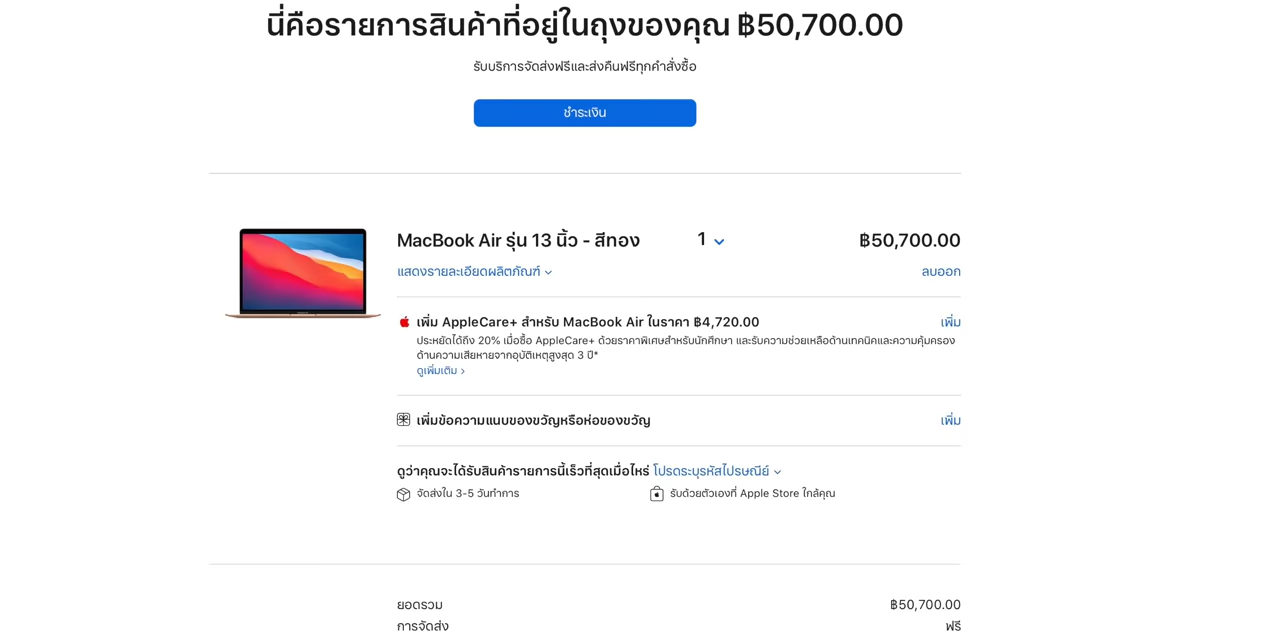 นี่คือรายการสินค้าที่อยู่ในถุงของคุณ ฿50,700.00
รับบริการจัดส่งฟรีและส่งคืนฟรีทุกคำสั่งซื้อ
ชำระเงิน
MacBook Air รุ่น 13 นิ้ว - สีทอง 1 ฿50,700.00
แสดงรายละเอียดผลิตภัณฑ์ ลบออก
เพิ่ม AppleCare+ สำหรับ MacBook Air ในราคา ฿4,720.00 เพิ่ม
ประหยัดได้ถึง 20% เมื่อซื้อ AppleCare+ ด้วยราคาพิเศษสำหรับนักศึกษา และรับความช่วยเหลือด้านเทคนิคและความคุ้มครอง
ด้านความเสียหายจากอุบัติเหตุสูงสุด 3 ปี*
ดูเพิ่มเติม >
เพิ่มข้อความแนบของขวัญหรือห่อของขวัญ เพิ่ม
ดูว่าคุณจะได้รับสินค้ารายการนี้เร็วที่สุดเมื่อไหร่ โปรดระบุรหัสไปรษณีย์
จัดส่งใน 3-5 วันทำการ รับด้วยตัวเองที่ Apple Store ใกล้คุณ
ยอดรวม ฿50,700.00
การจัดส่ง ฟรี